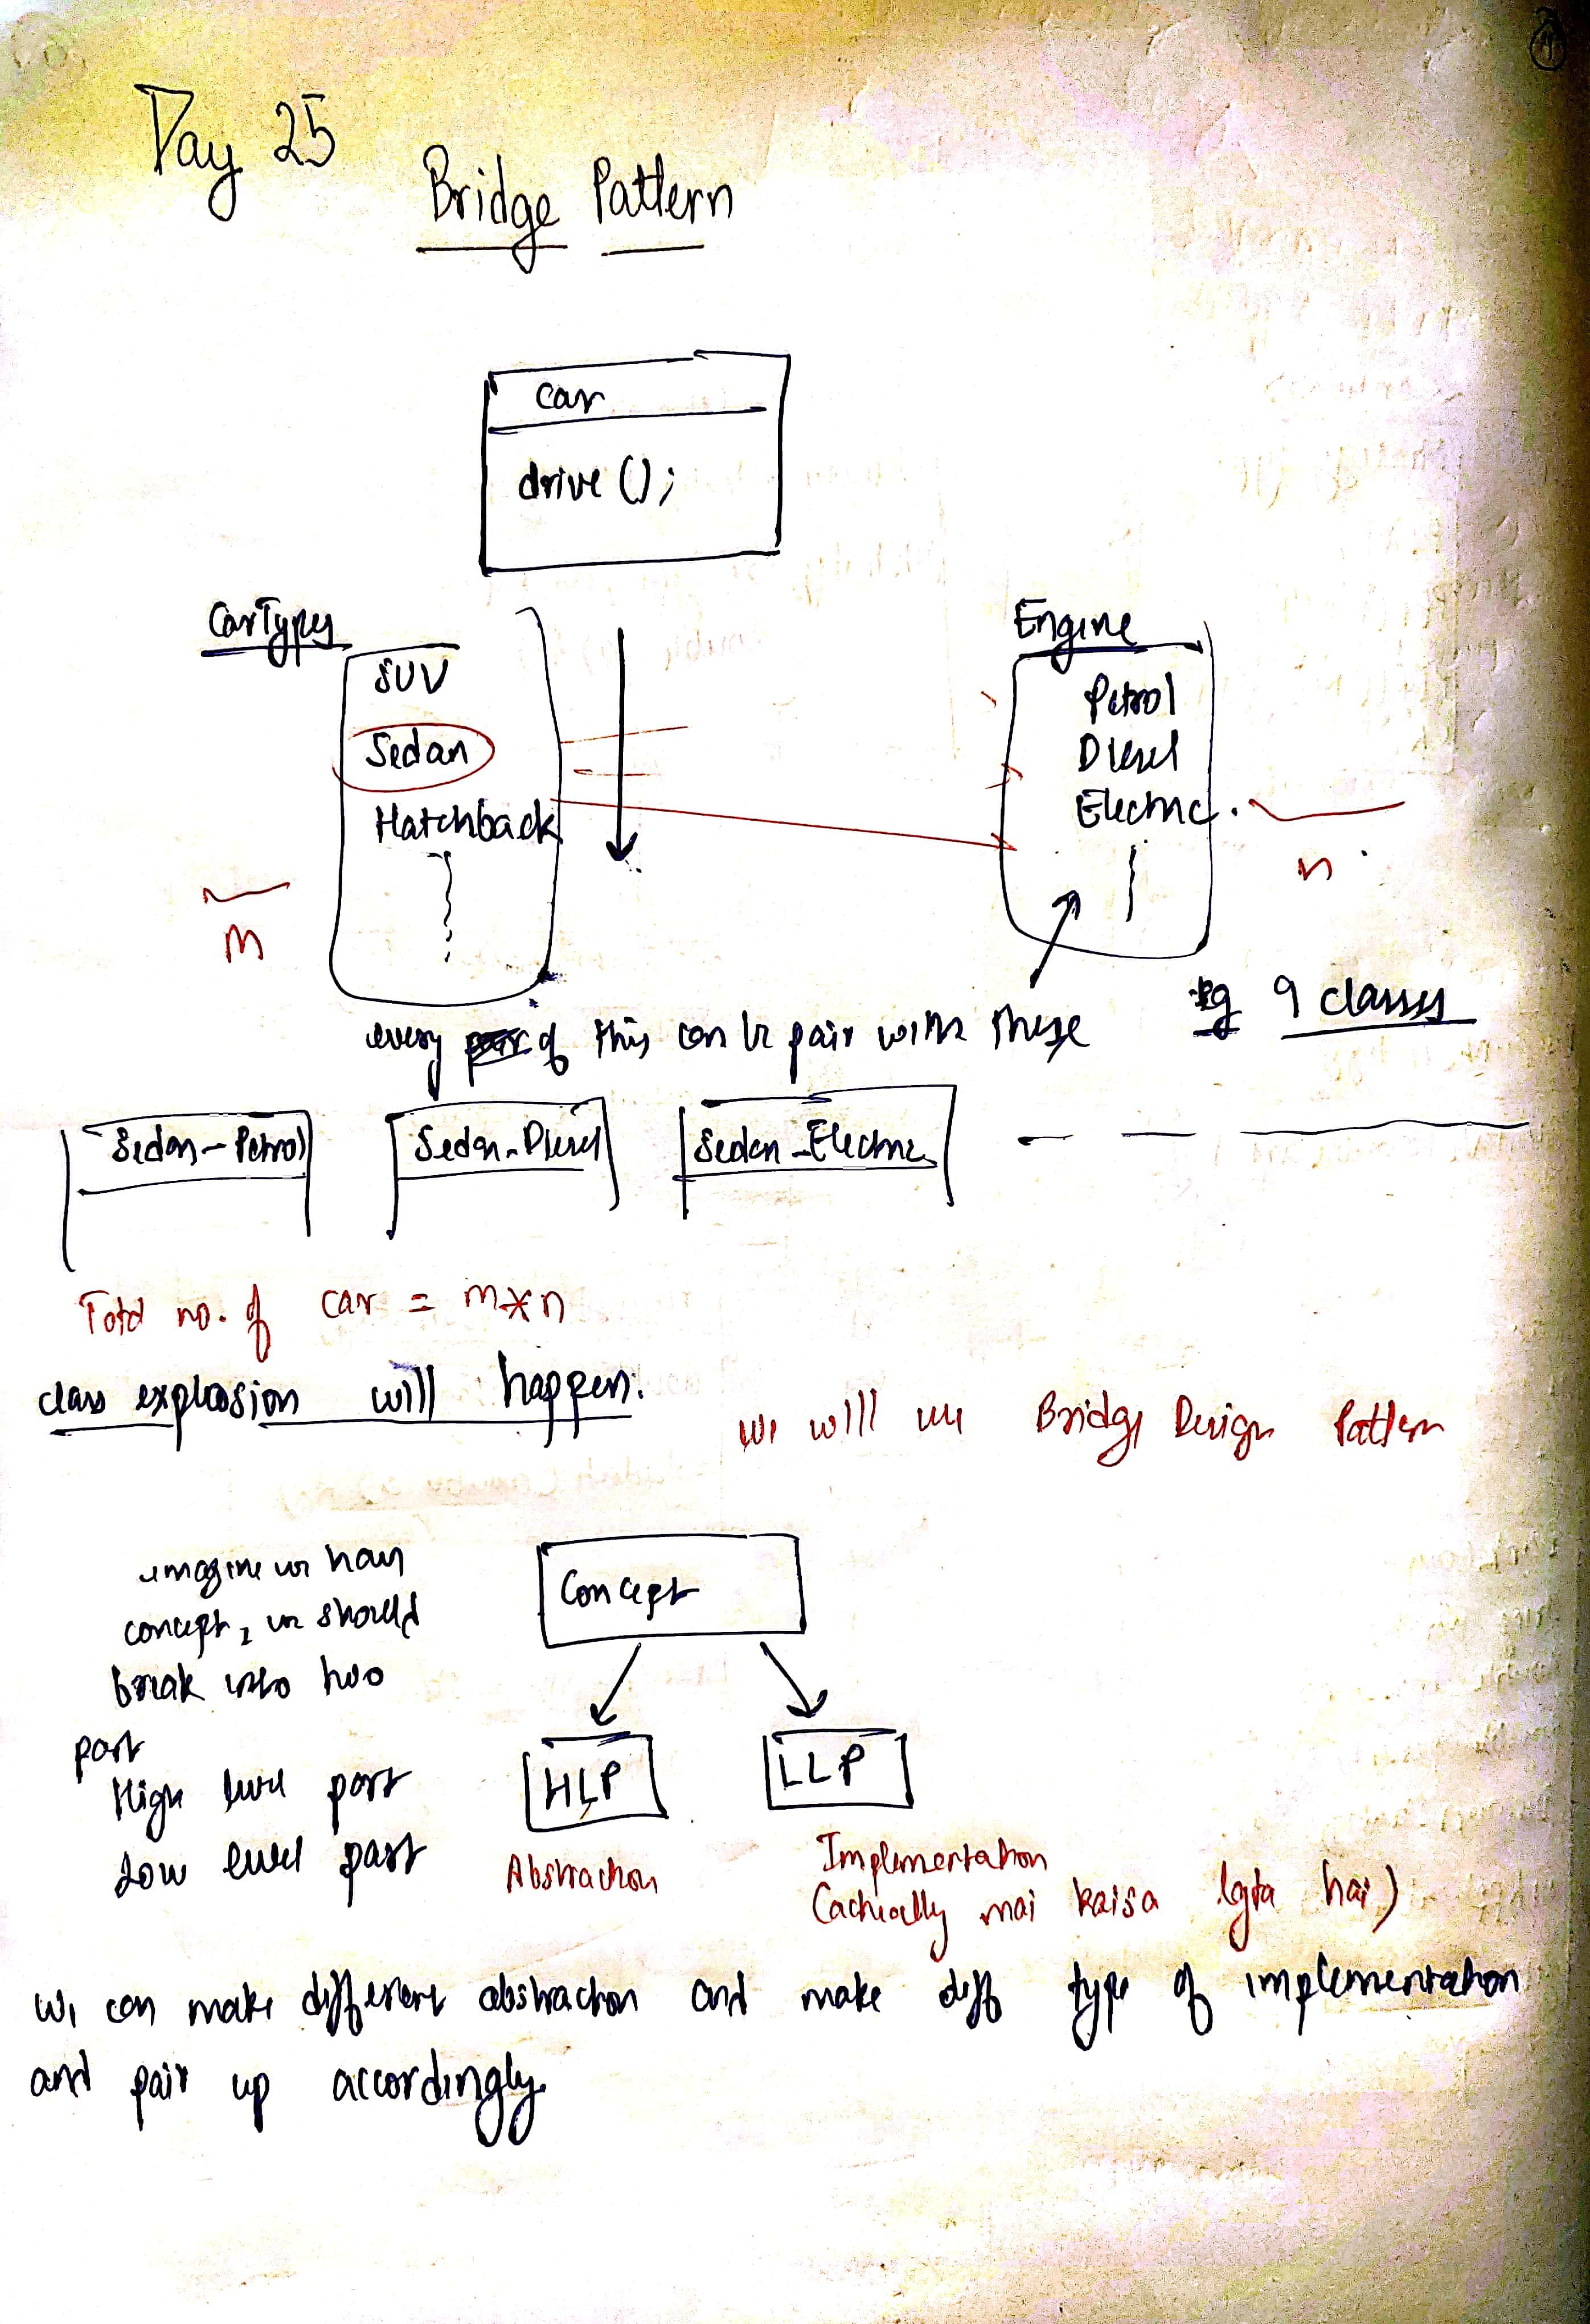 1
Day 25
Bridge Pattern
car
drive ();
CarTypes
SUV
Sedan
Hatchback
m
Engine
Petrol
Diesel
Electric.
n
every of this can be pair with these
eg 9 classes
Sedan-Petrol
Sedan-Diesel
Sedan-Electric
Total no. of car = m*n
class explosion will happen.
we will use Bridge Design Pattern
imagine we have
concept, we should
break into two
part
High level part
Low level part
Concept
HLP
LLP
Abstraction
Implementation
(actually mai kaisa lgta hai)
we can make different abstraction and make diff type of implementation
and pair up accordingly.